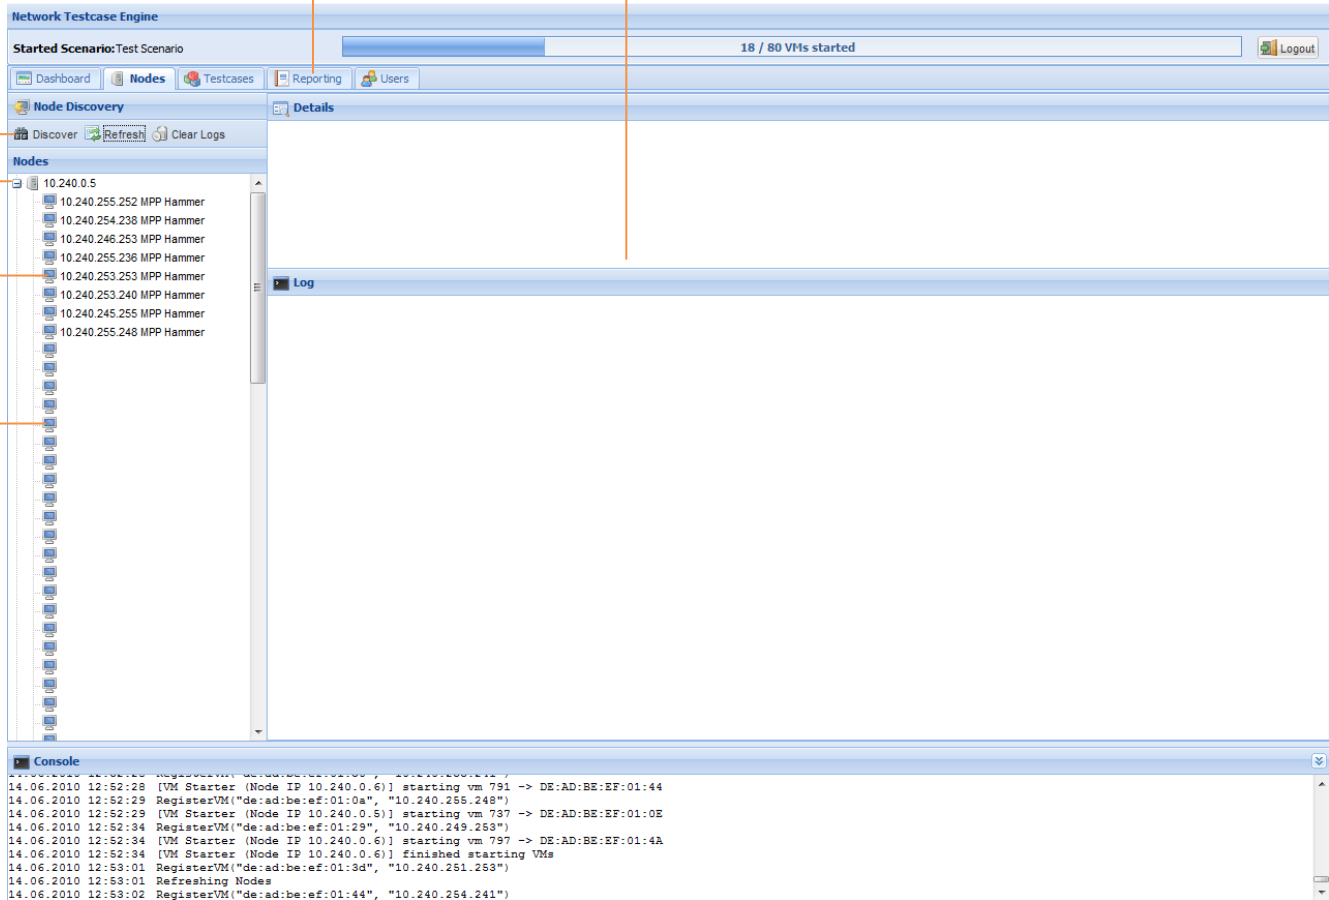 Network Testcase Engine
Started Scenario: Test Scenario
18 / 80 VMs started
Logout
Dashboard
Nodes
Testcases
Reporting
Users
Node Discovery
Details
Discover
Refresh
Clear Logs
Nodes
10.240.0.5
10.240.255.252 MPP Hammer
10.240.254.238 MPP Hammer
10.240.246.253 MPP Hammer
10.240.255.236 MPP Hammer
10.240.253.253 MPP Hammer
10.240.253.240 MPP Hammer
10.240.245.255 MPP Hammer
10.240.255.248 MPP Hammer
Log
Console
14.06.2010 12:52:28 [VM Starter (Node IP 10.240.0.6)] starting vm 791 -> DE:AD:BE:EF:01:44
14.06.2010 12:52:29 RegisterVM("de:ad:be:ef:01:0a", "10.240.255.248")
14.06.2010 12:52:29 [VM Starter (Node IP 10.240.0.5)] starting vm 737 -> DE:AD:BE:EF:01:0E
14.06.2010 12:52:34 RegisterVM("de:ad:be:ef:01:29", "10.240.249.253")
14.06.2010 12:52:34 [VM Starter (Node IP 10.240.0.6)] starting vm 797 -> DE:AD:BE:EF:01:4A
14.06.2010 12:52:34 [VM Starter (Node IP 10.240.0.6)] finished starting VMs
14.06.2010 12:53:01 RegisterVM("de:ad:be:ef:01:3d", "10.240.251.253")
14.06.2010 12:53:01 Refreshing Nodes
14.06.2010 12:53:02 RegisterVM("de:ad:be:ef:01:44", "10.240.254.241")